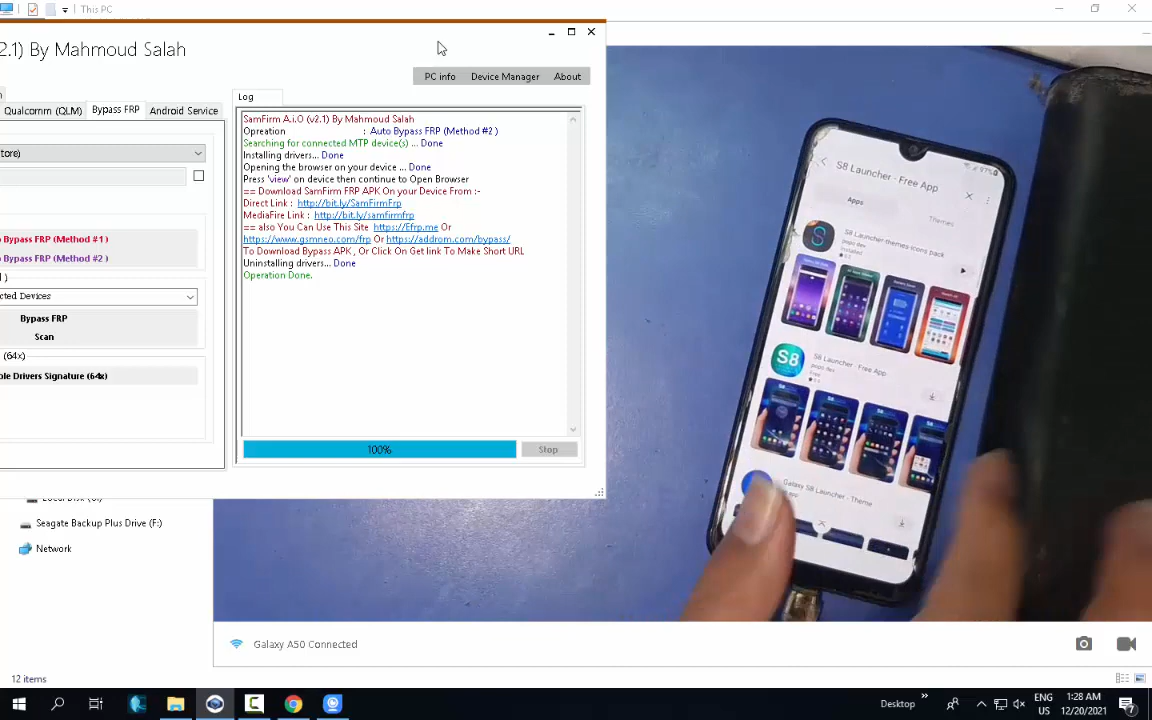 This PC
2.1) By Mahmoud Salah
PC info
Device Manager
About
Qualcomm (QLM)
Bypass FRP
Android Service
tore)
Bypass FRP (Method #1 )
Bypass FRP (Method #2 )
cted Devices
Bypass FRP
Scan
(64x)
ble Drivers Signature (64x)
Log
SamFirm A.i.O (v2.1) By Mahmoud Salah
Opreation : Auto Bypass FRP (Method #2 )
Searching for connected MTP device(s) ... Done
Installing drivers... Done
Opening the browser on your device ... Done
Press 'view' on device then continue to Open Browser
== Download SamFirm FRP APK On your Device From :-
Direct Link : http://bit.ly/SamFirmFrp
MediaFire Link : http://bit.ly/samfirmfrp
== also You Can Use This Site https://Efrp.me Or
https://www.gsmneo.com/frp Or https://addrom.com/bypass/
To Download Bypass APK , Or Click On Get link To Make Short URL
Uninstalling drivers... Done
Operation Done.
100%
Stop
97%
S8 Launcher - Free App
Apps
Themes
S8 Launcher-themes-icons pack
Installed
S8
S8 Launcher - Free App
Free
Galaxy S8 Launcher - Theme
Seagate Backup Plus Drive (F:)
Network
Galaxy A50 Connected
12 items
Desktop
ENG
US
1:28 AM
12/20/2021
7